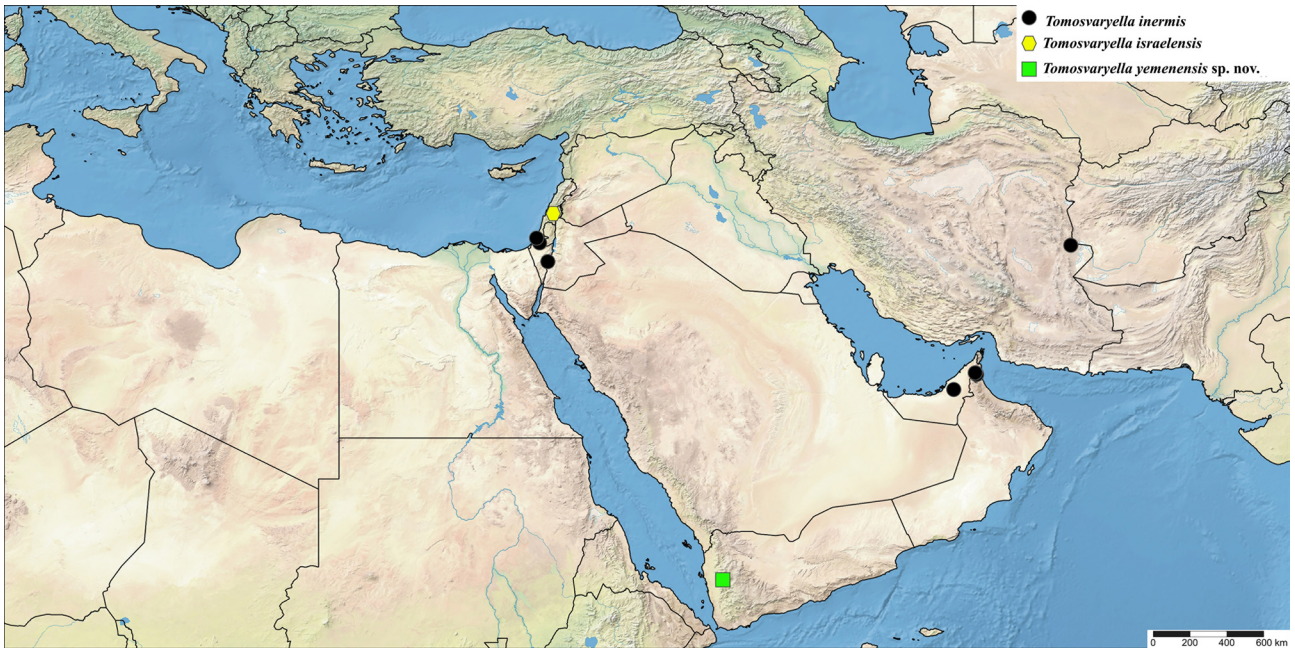 Tomosvaryella inermis
Tomosvaryella israelensis
Tomosvaryella yemenensis sp. nov.
0 200 400 600 km